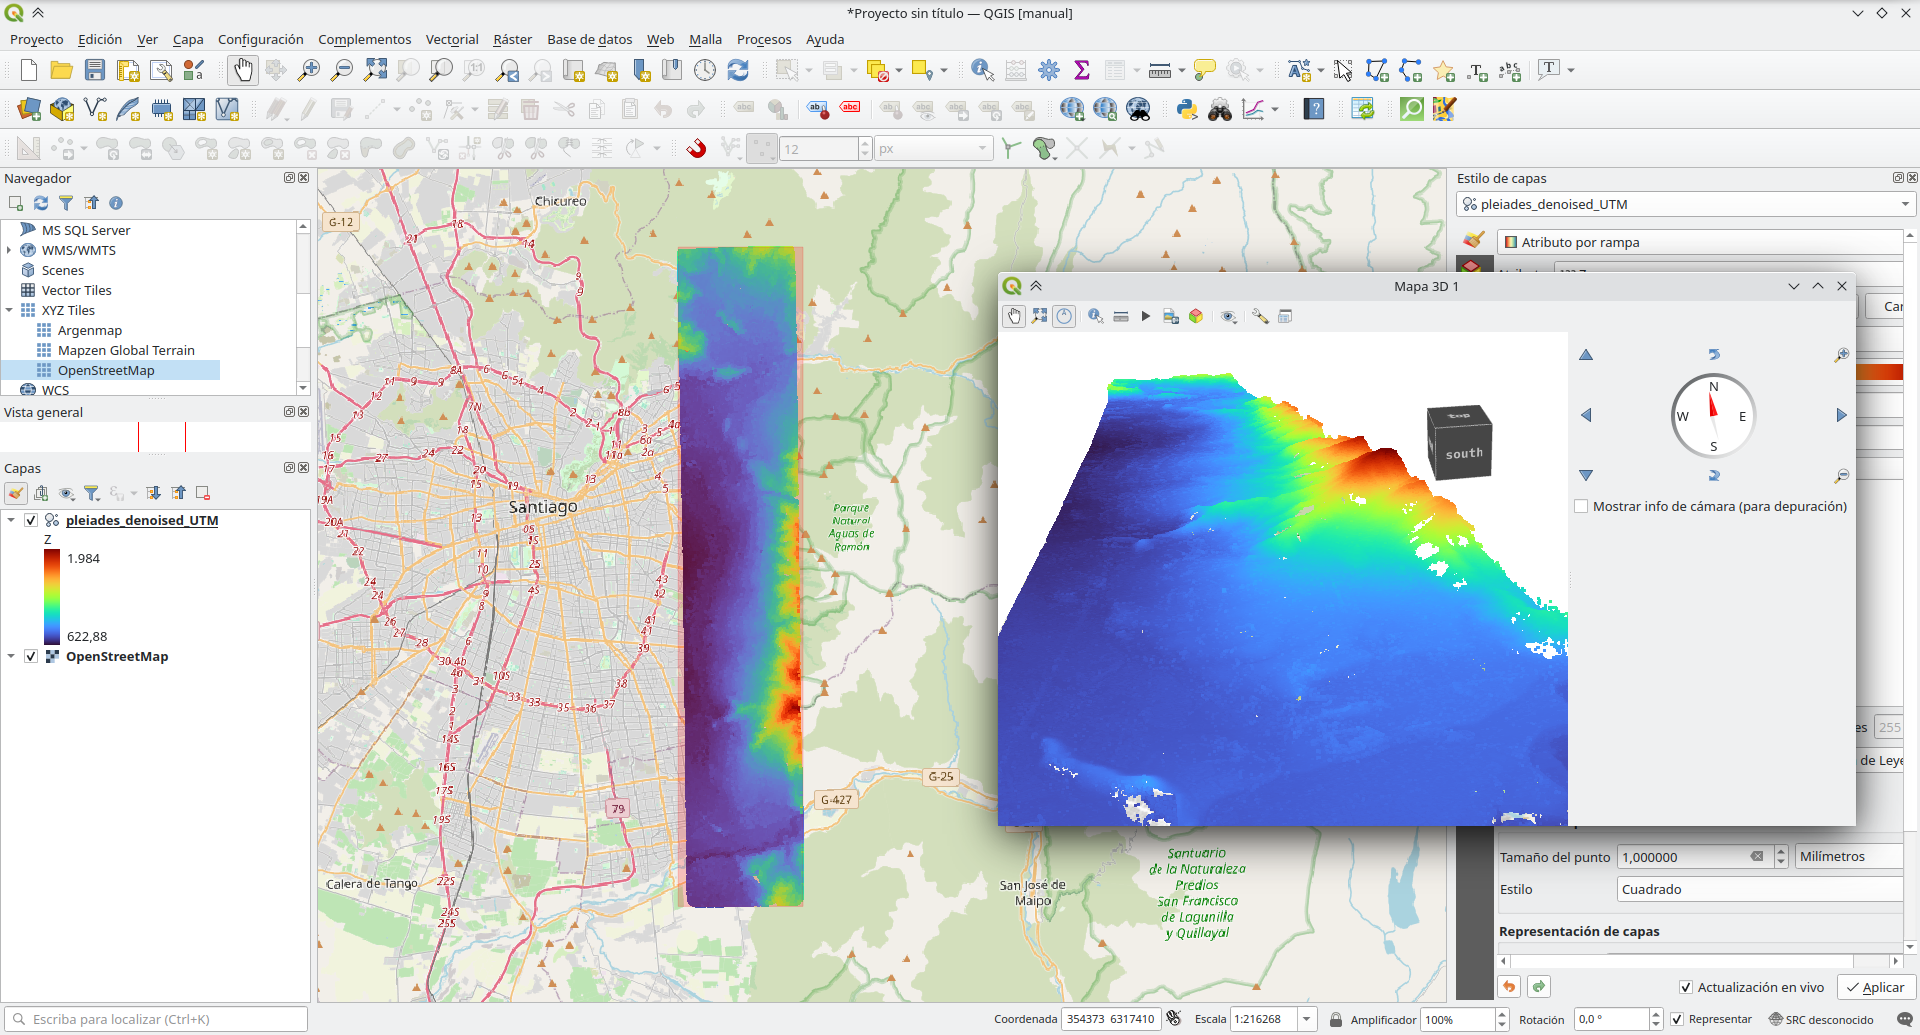 *Proyecto sin título — QGIS [manual]
Proyecto Edición Ver Capa Configuración Complementos Vectorial Ráster Base de datos Web Malla Procesos Ayuda
12 px
Navegador
MS SQL Server
WMS/WMTS
Scenes
Vector Tiles
XYZ Tiles
Argenmap
Mapzen Global Terrain
OpenStreetMap
WCS
Vista general
Capas
pleiades_denoised_UTM
Z
1.984
622,88
OpenStreetMap
Chicureo
G-12
Santiago
Parque
Natural
Aguas de
Ramón
G-25
G-427
79
Calera de Tango
San José de
Maipo
Santuario
de la Naturaleza
Predios
San Francisco
de Lagunilla
y Quillayal
Mapa 3D 1
top
south
N
W E
S
Mostrar info de cámara (para depuración)
Estilo de capas
pleiades_denoised_UTM
Atributo por rampa
Car
es 255
de Leye
Tamaño del punto 1,000000 Milímetros
Estilo Cuadrado
Representación de capas
Actualización en vivo Aplicar
Escriba para localizar (Ctrl+K)
Coordenada 354373 6317410 Escala 1:216268 Amplificador 100% Rotación 0,0 ° Representar SRC desconocido